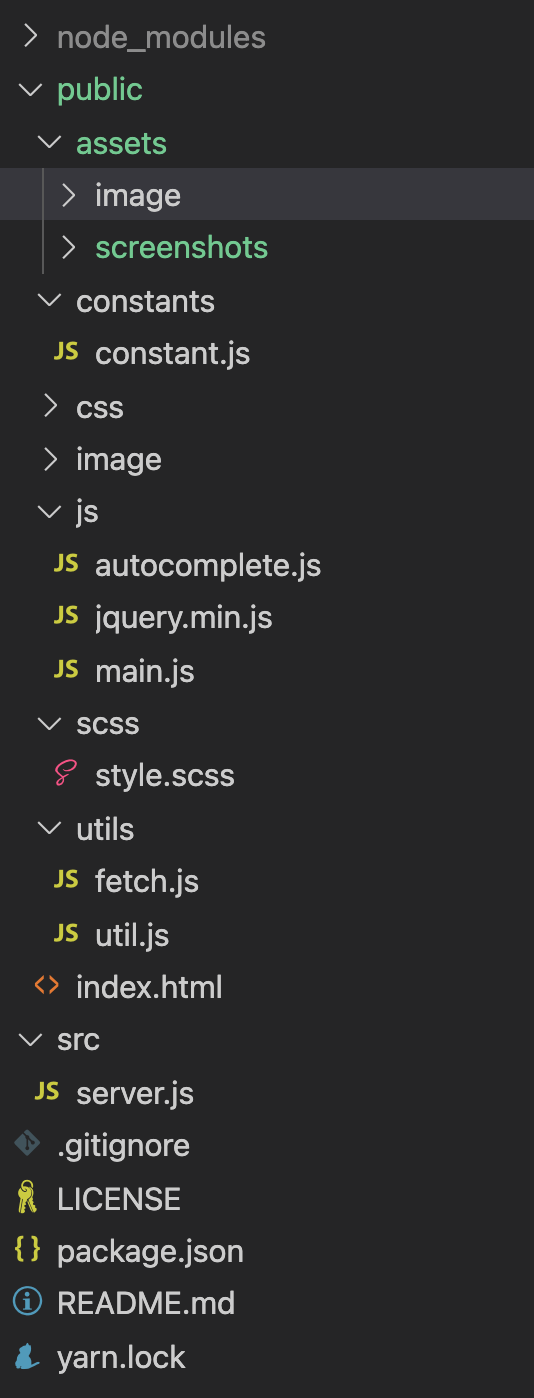 node_modules
public
assets
image
screenshots
constants
JS constant.js
css
image
js
JS autocomplete.js
JS jquery.min.js
JS main.js
scss
style.scss
utils
JS fetch.js
JS util.js
index.html
src
JS server.js
.gitignore
LICENSE
package.json
README.md
yarn.lock